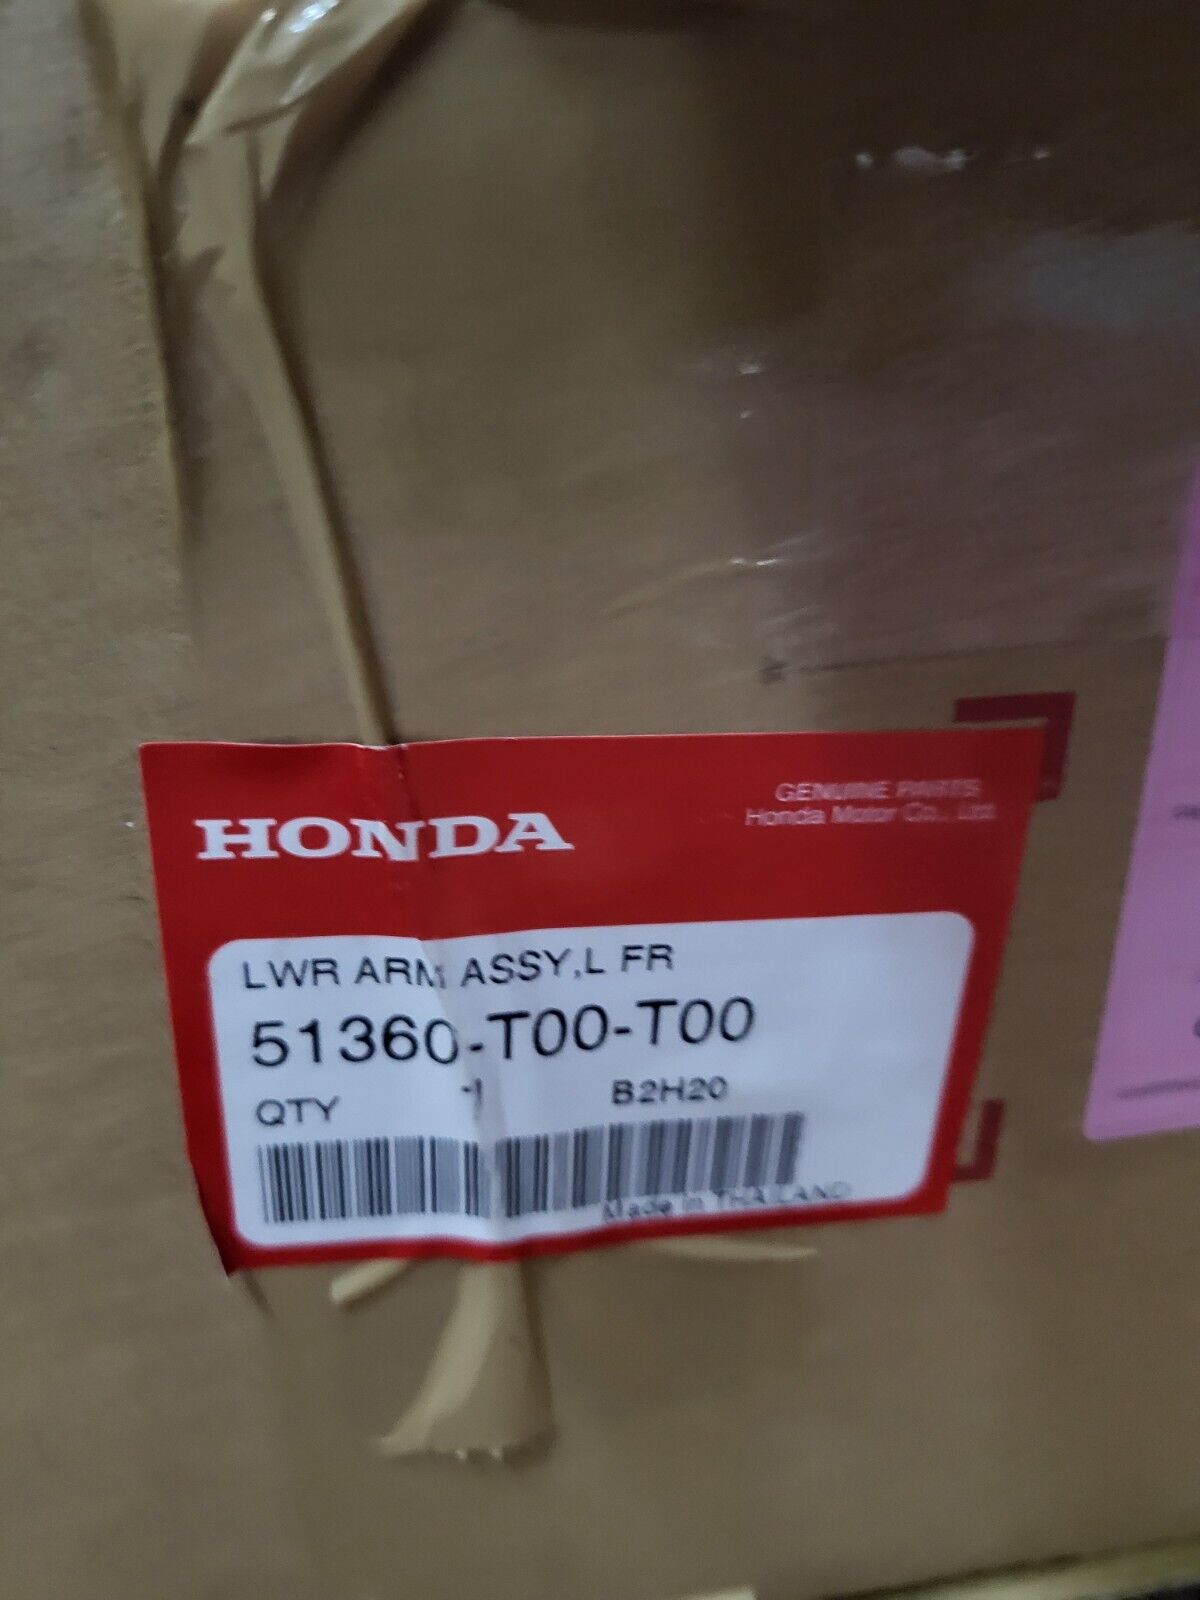 HONDA
GENUINE PARTS
Honda Motor Co., Ltd.
LWR ARM ASSY,L FR
51360-T00-T00
QTY 1 B2H20
Made in THAILAND